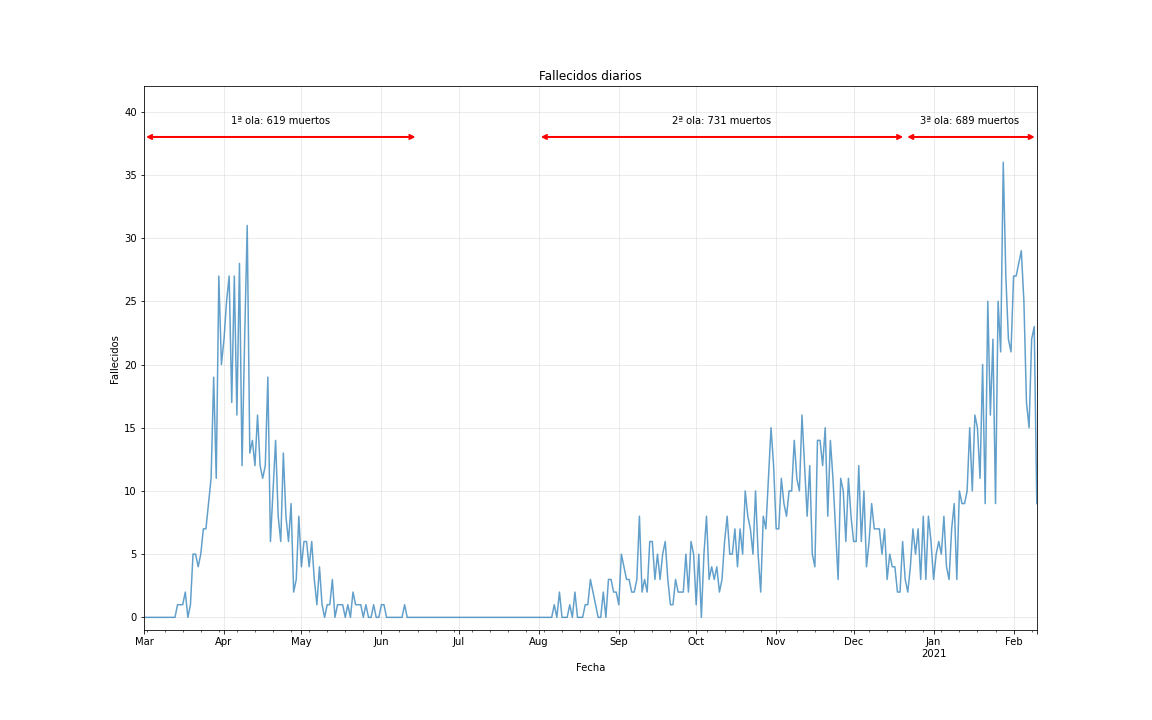 Fallecidos diarios
40
1ª ola: 619 muertos
2ª ola: 731 muertos
3ª ola: 689 muertos
35
30
25
20
15
10
5
0
Fallecidos
Mar Apr May Jun Jul Aug Sep Oct Nov Dec Jan Feb
2021
Fecha